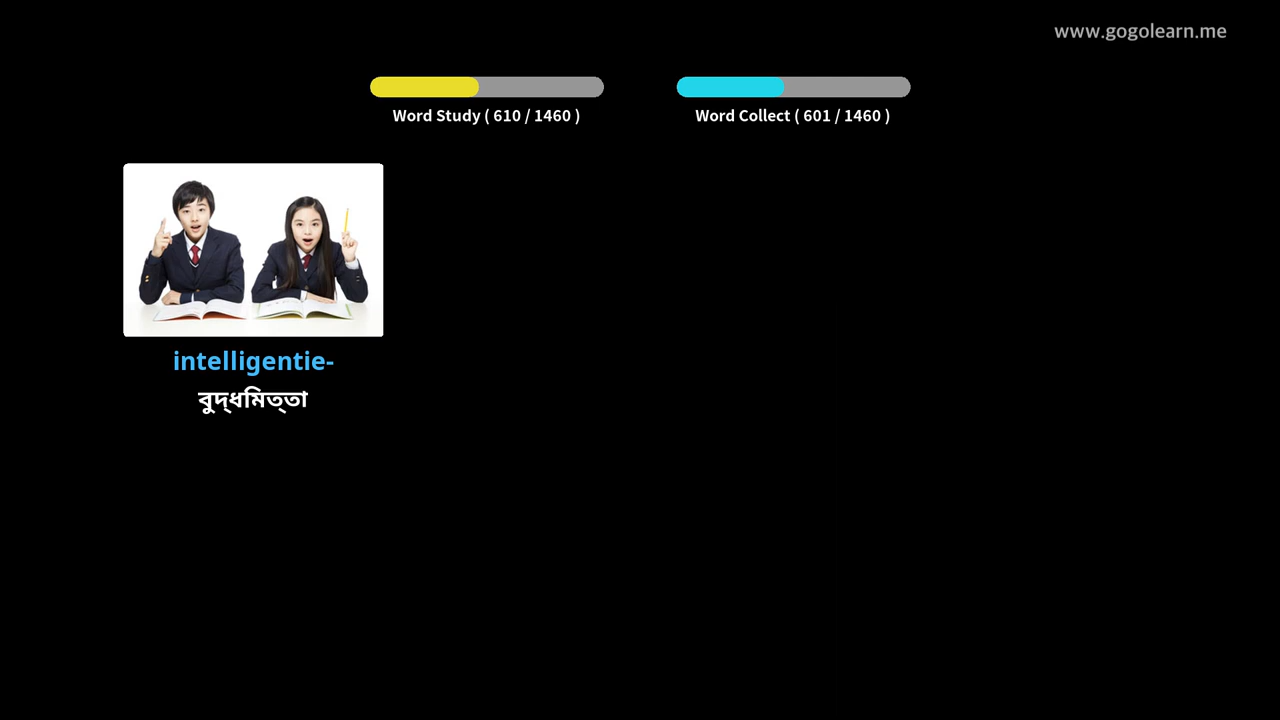 www.gogolearn.me
Word Study ( 610 / 1460 )
Word Collect ( 601 / 1460 )
intelligentie-
বুদ্ধিমত্তা